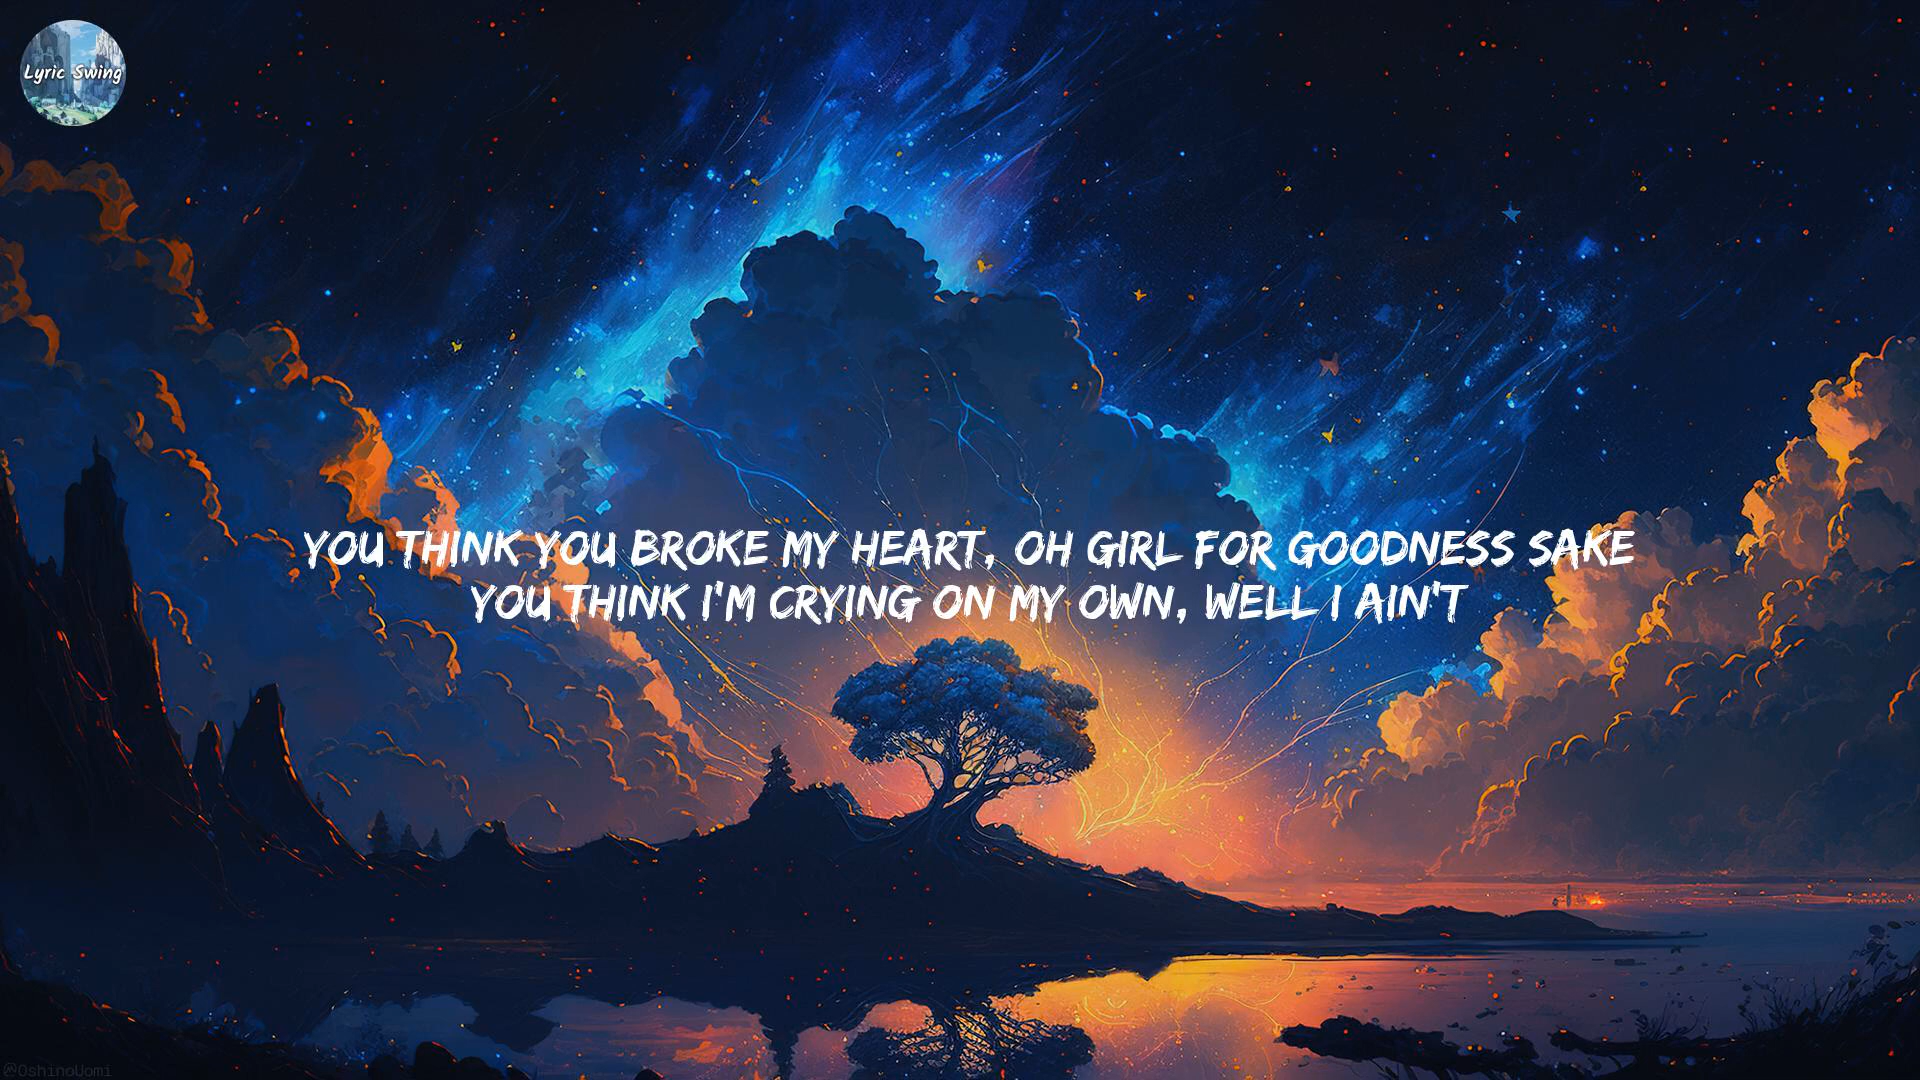 Lyric Swing
YOU THINK YOU BROKE MY HEART, OH GIRL FOR GOODNESS SAKE
YOU THINK I'M CRYING ON MY OWN, WELL I AIN'T
@OshinoUomi